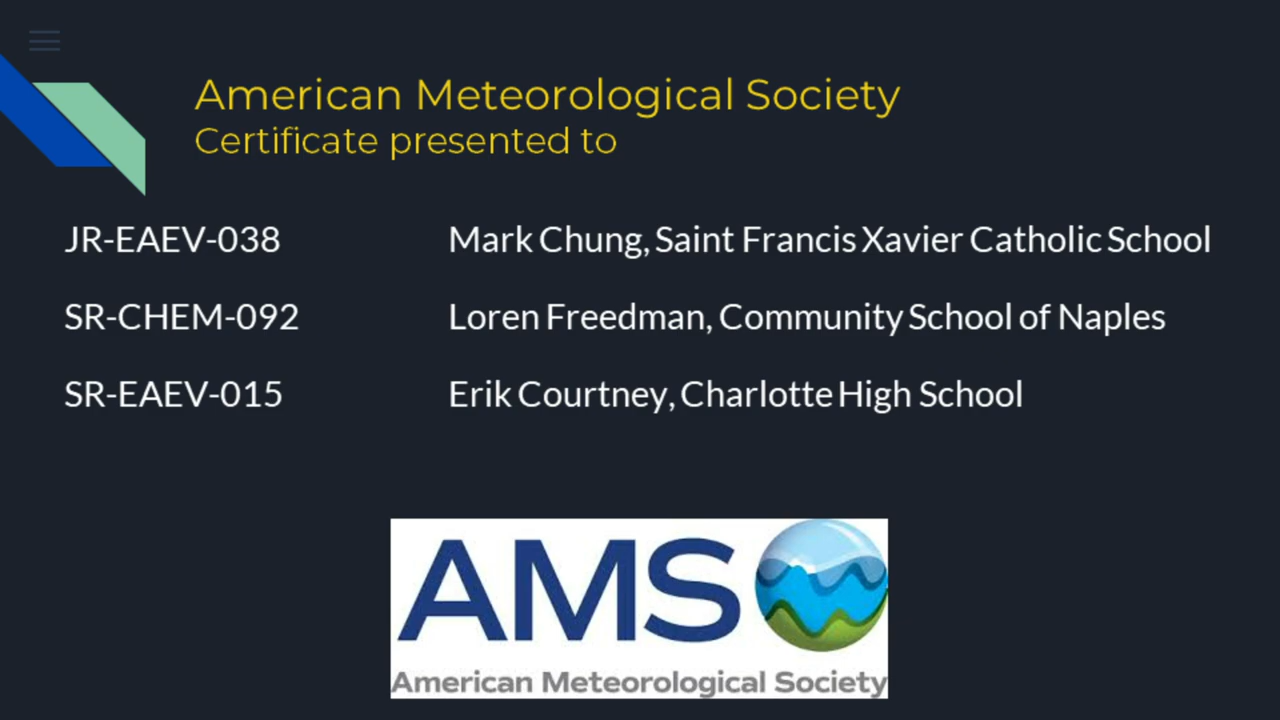 American Meteorological Society
Certificate presented to
JR-EAEV-038 Mark Chung, Saint Francis Xavier Catholic School
SR-CHEM-092 Loren Freedman, Community School of Naples
SR-EAEV-015 Erik Courtney, Charlotte High School
AMS
American Meteorological Society